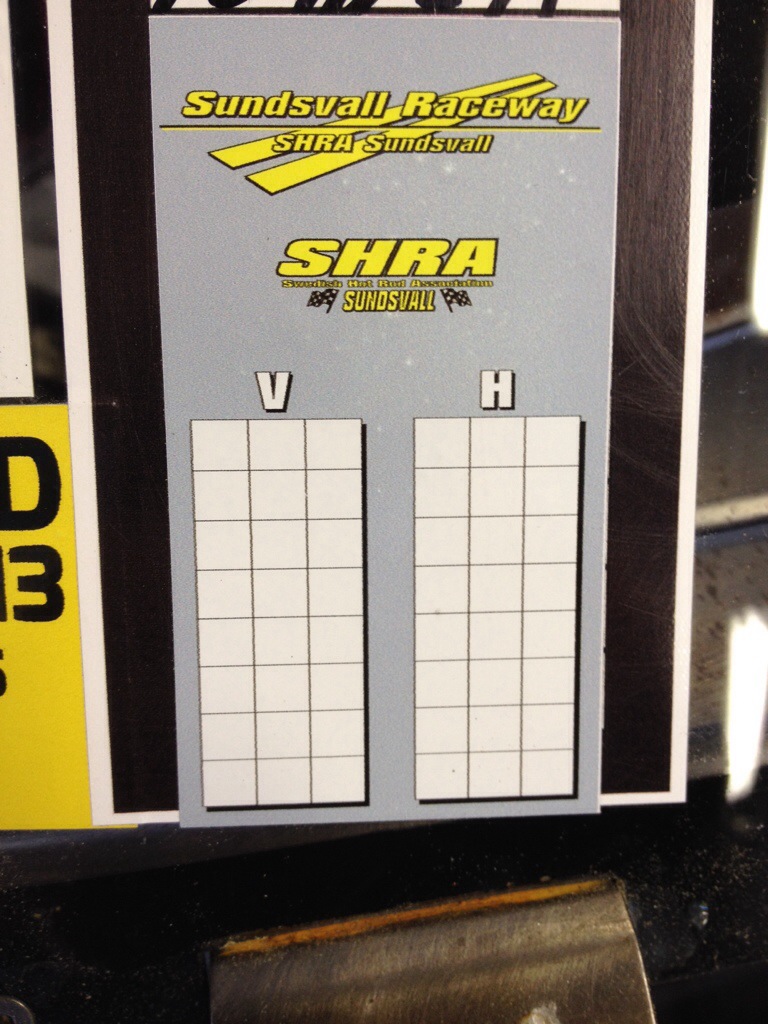 Sundsvall Raceway
SHRA Sundsvall
SHRA
Swedish Hot Rod Association
SUNDSVALL
V H
D
13